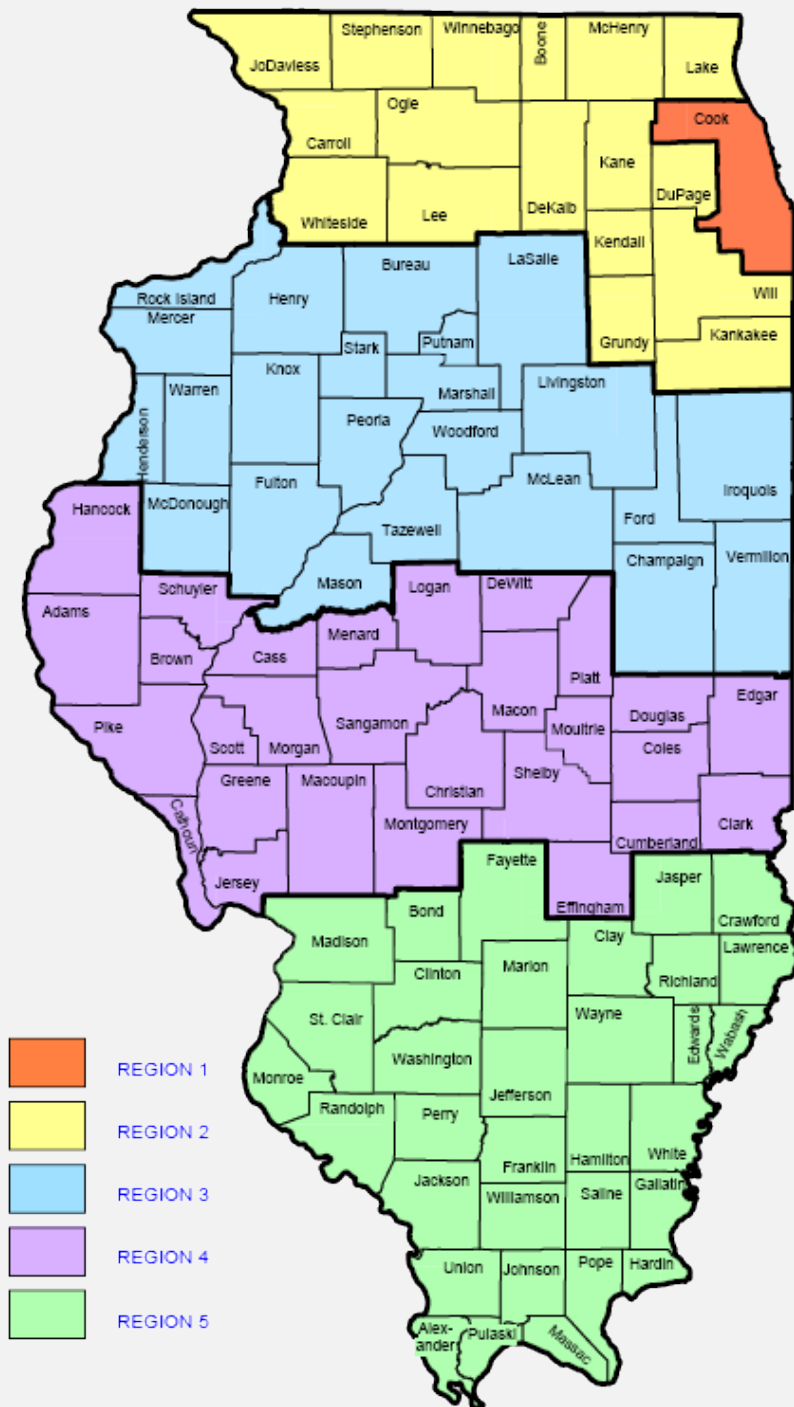 Stephenson
Winnebago
Boone
McHenry
JoDaviess
Lake
Ogle
Cook
Carroll
Kane
DuPage
Whiteside
Lee
DeKalb
Kendall
LaSalle
Bureau
Rock Island
Henry
Will
Mercer
Putnam
Grundy
Kankakee
Stark
Knox
Warren
Marshall
Livingston
Peoria
Woodford
Henderson
Fulton
McLean
Iroquois
McDonough
Hancock
Tazewell
Ford
Champaign
Vermilion
Mason
Schuyler
Logan
DeWitt
Adams
Menard
Brown
Cass
Piatt
Edgar
Pike
Macon
Douglas
Sangamon
Moultrie
Scott
Morgan
Coles
Shelby
Greene
Macoupin
Christian
Calhoun
Montgomery
Clark
Cumberland
Fayette
Jersey
Jasper
Bond
Effingham
Crawford
Clay
Madison
Lawrence
Marion
Clinton
Richland
St. Clair
Wayne
Edwards
Wabash
Washington
REGION 1
Monroe
Jefferson
Randolph
Perry
REGION 2
White
Hamilton
Franklin
Jackson
Saline
Gallatin
REGION 3
Williamson
REGION 4
Union
Johnson
Pope
Hardin
REGION 5
Alex-
ander
Pulaski
Massac